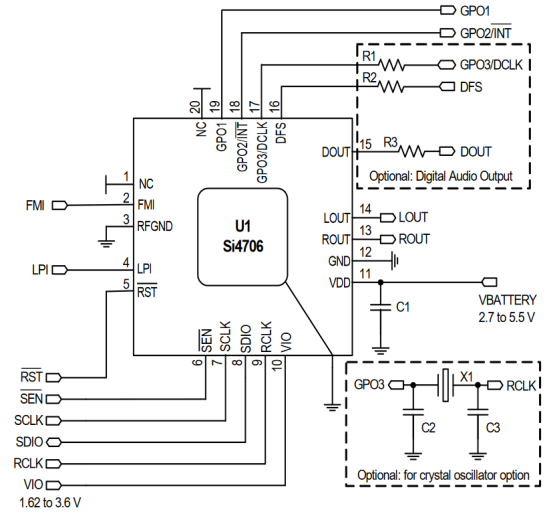 GPO1
GPO2/INT
R1
GPO3/DCLK
R2
DFS
20
19
18
17
16
NC
GPO1
GPO2/INT
GPO3/DCLK
DFS
DOUT
15
R3
DOUT
Optional: Digital Audio Output
1
NC
FMI
2
FMI
3
RFGND
U1
Si4706
LOUT
14
LOUT
ROUT
13
ROUT
GND
12
LPI
4
LPI
VDD
11
5
RST
C1
VBATTERY
2.7 to 5.5 V
SEN
SCLK
SDIO
RCLK
VIO
6
7
8
9
10
RST
SEN
SCLK
SDIO
RCLK
VIO
1.62 to 3.6 V
GPO3
X1
RCLK
C2
C3
Optional: for crystal oscillator option